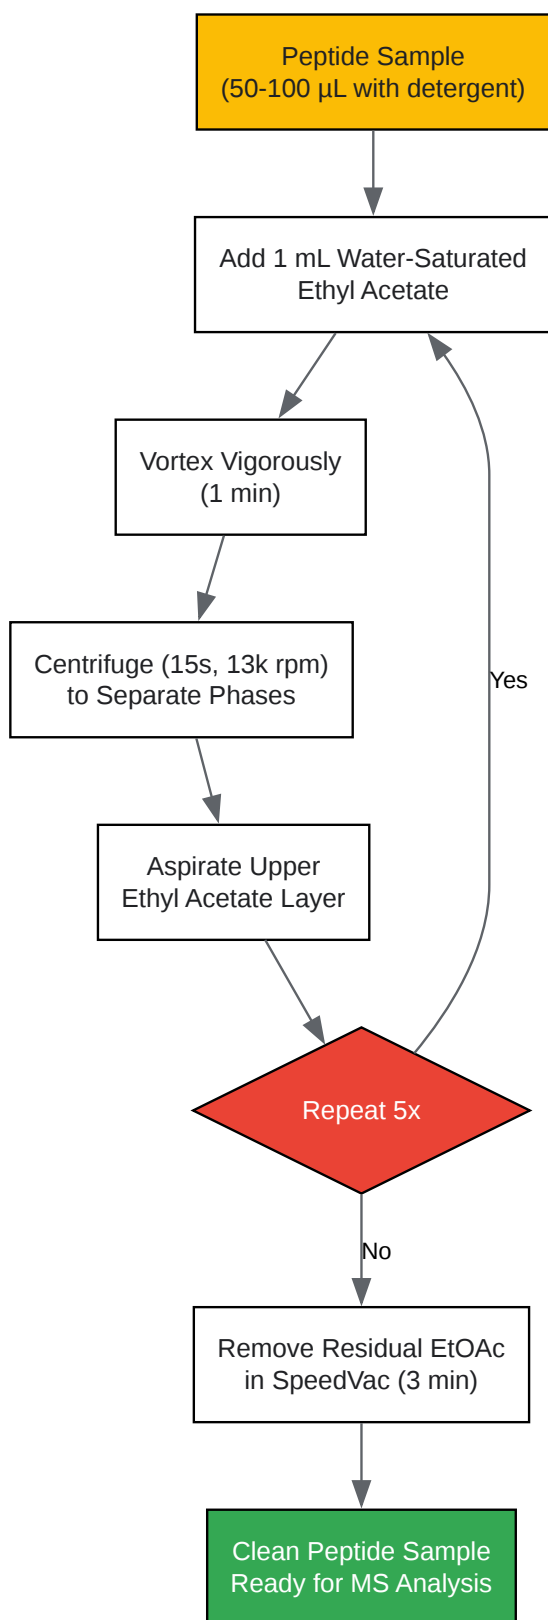 Peptide Sample
(50-100 µL with detergent)
Add 1 mL Water-Saturated
Ethyl Acetate
Vortex Vigorously
(1 min)
Centrifuge (15s, 13k rpm)
to Separate Phases
Yes
Aspirate Upper
Ethyl Acetate Layer
Repeat 5x
No
Remove Residual EtOAc
in SpeedVac (3 min)
Clean Peptide Sample
Ready for MS Analysis